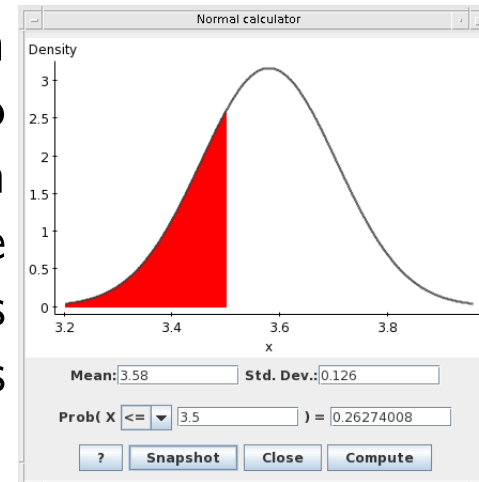 Normal calculator
Density
3
2.5
2
1.5
1
0.5
0
3.2 3.4 3.6 3.8
x
Mean: 3.58 Std. Dev.: 0.126
Prob( X <= 3.5 ) = 0.26274008
? Snapshot Close Compute